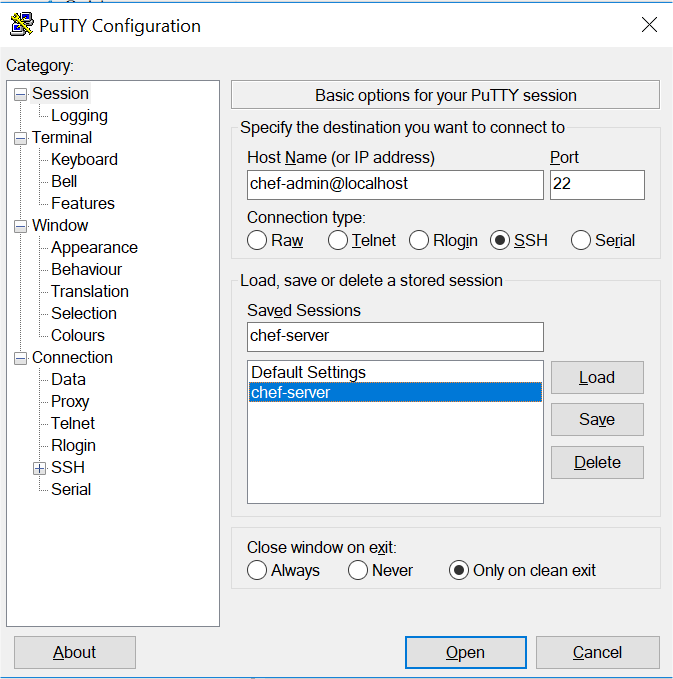 PuTTY Configuration
Category:
Session
Logging
Terminal
Keyboard
Bell
Features
Window
Appearance
Behaviour
Translation
Selection
Colours
Connection
Data
Proxy
Telnet
Rlogin
SSH
Serial
Basic options for your PuTTY session
Specify the destination you want to connect to
Host Name (or IP address) Port
chef-admin@localhost 22
Connection type:
Raw Telnet Rlogin SSH Serial
Load, save or delete a stored session
Saved Sessions
chef-server
Default Settings
chef-server
Load
Save
Delete
Close window on exit:
Always Never Only on clean exit
About Open Cancel